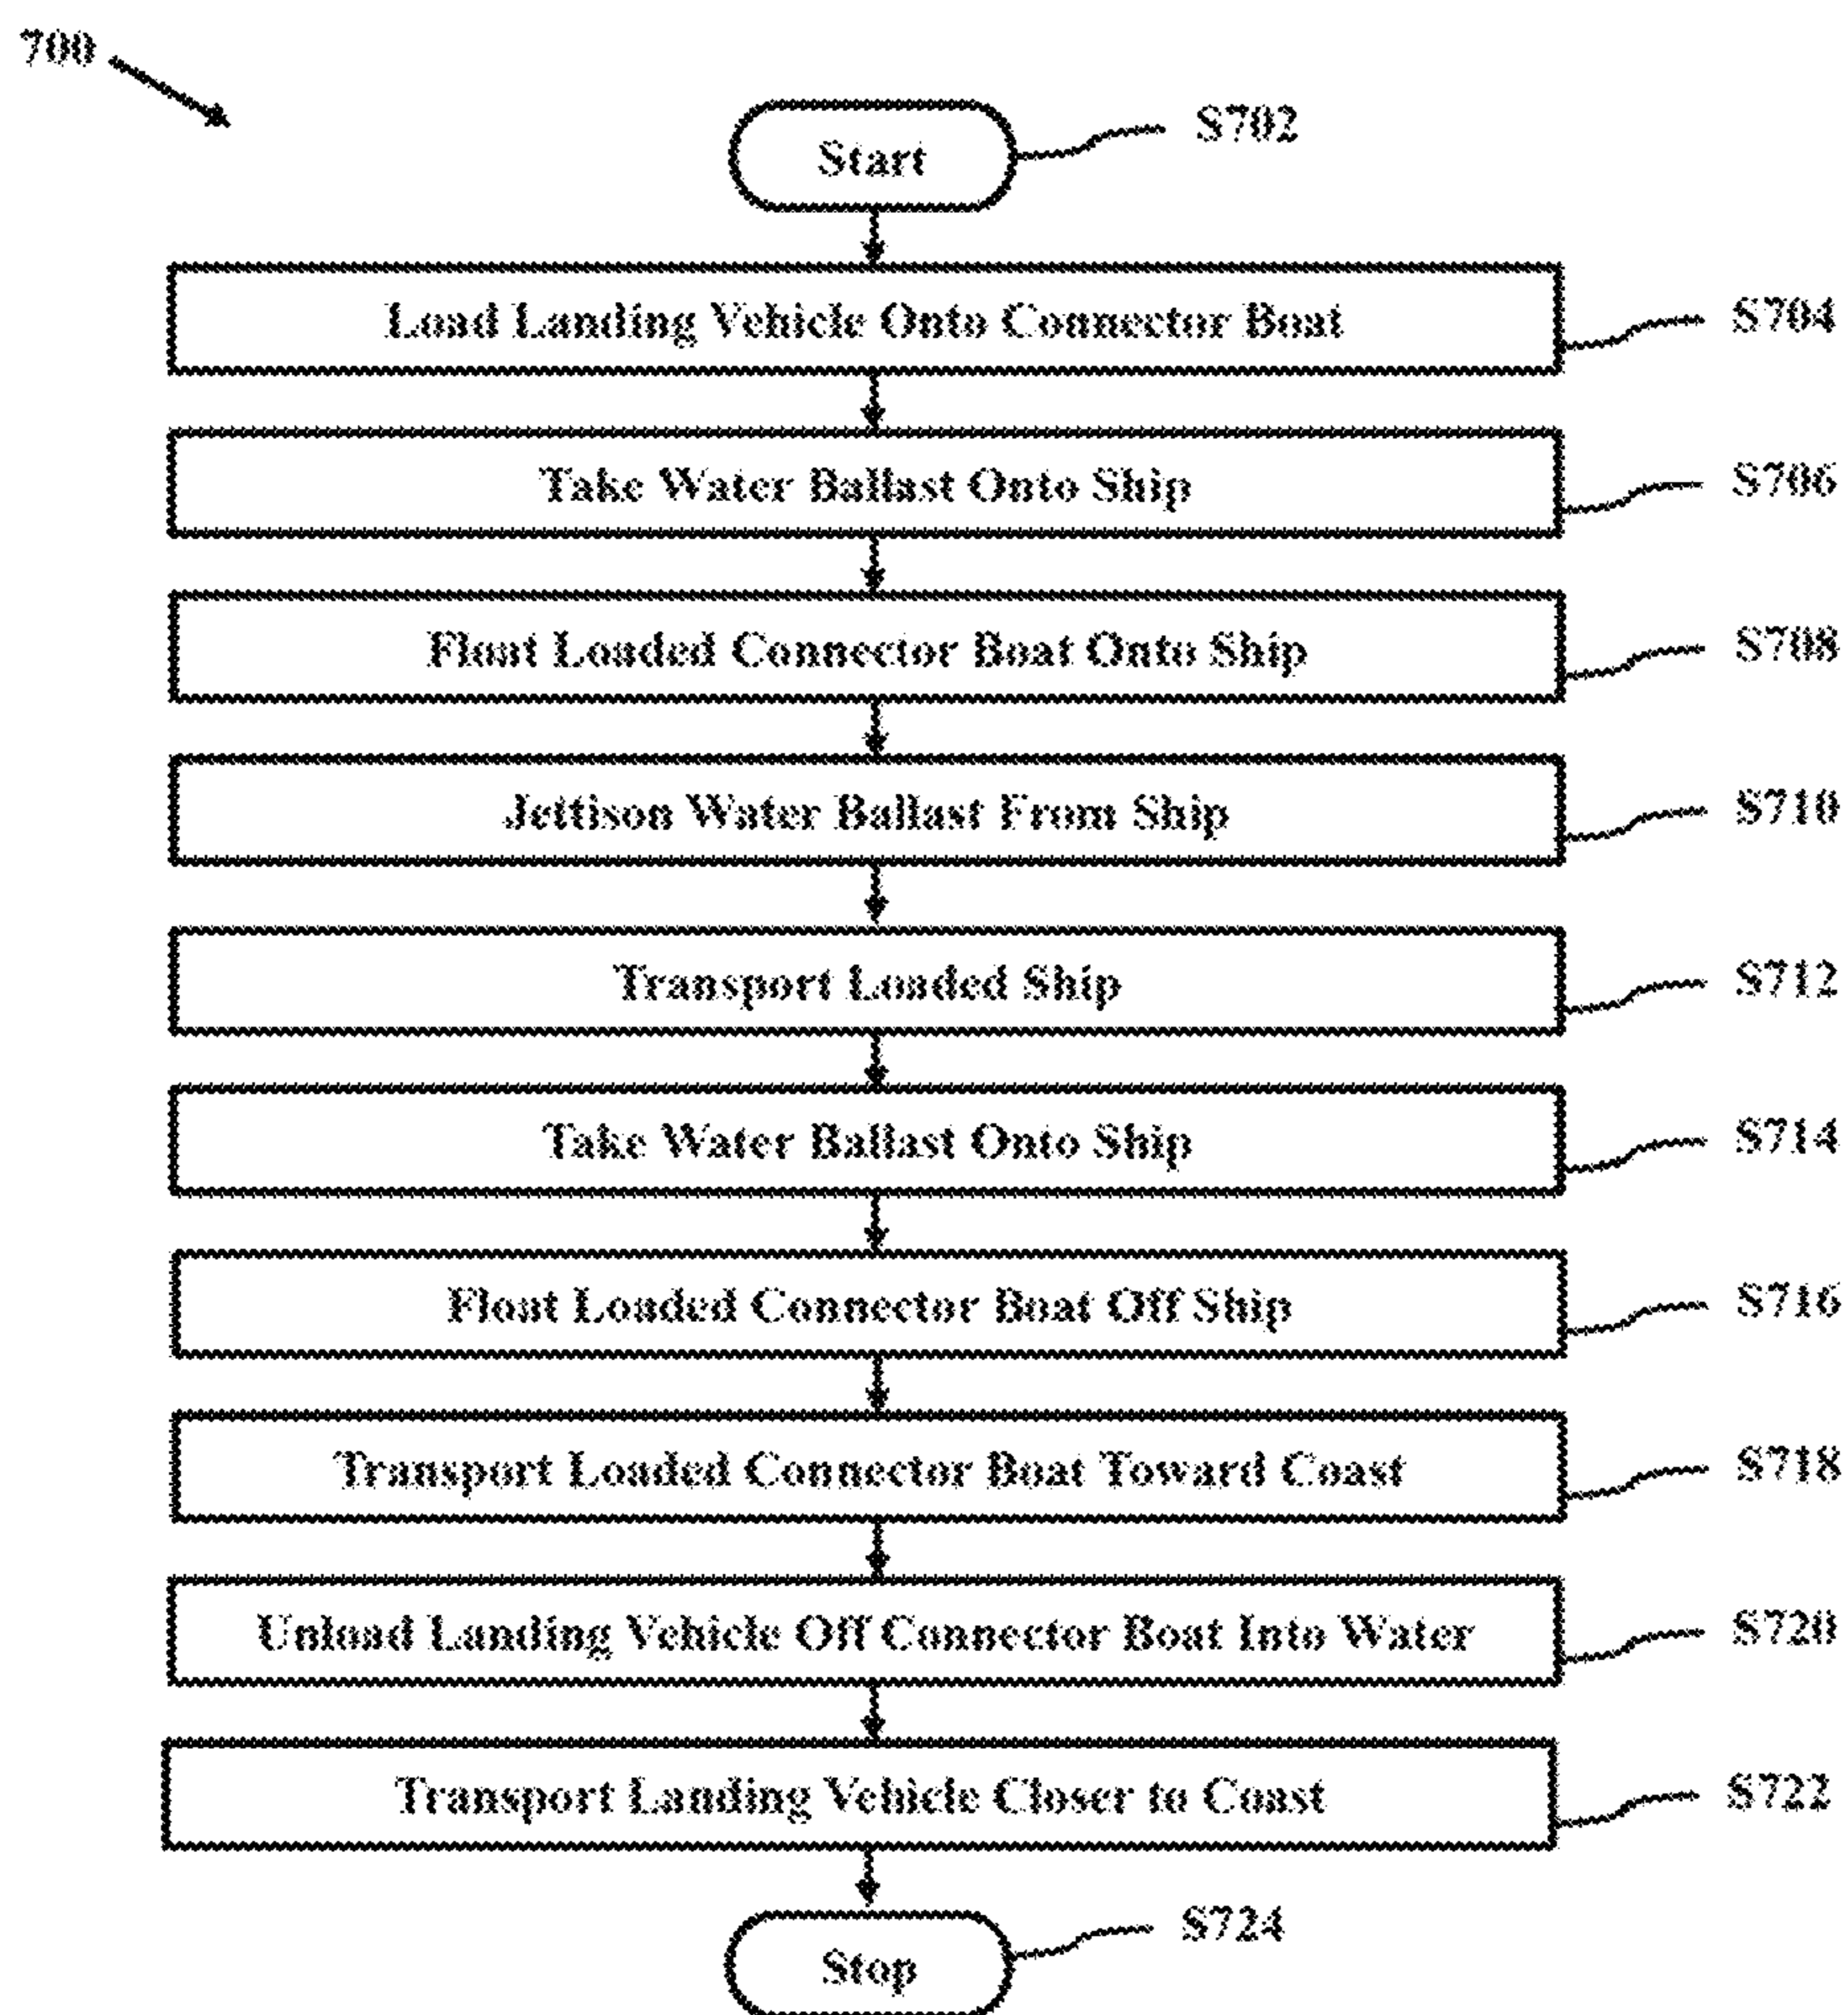 700
Start S702
Load Landing Vehicle Onto Connector Boat S704
Take Water Ballast Onto Ship S706
Float Loaded Connector Boat Onto Ship S708
Jettison Water Ballast From Ship S710
Transport Loaded Ship S712
Take Water Ballast Onto Ship S714
Float Loaded Connector Boat Off Ship S716
Transport Loaded Connector Boat Toward Coast S718
Unload Landing Vehicle Off Connector Boat Into Water S720
Transport Landing Vehicle Closer to Coast S722
Stop S724